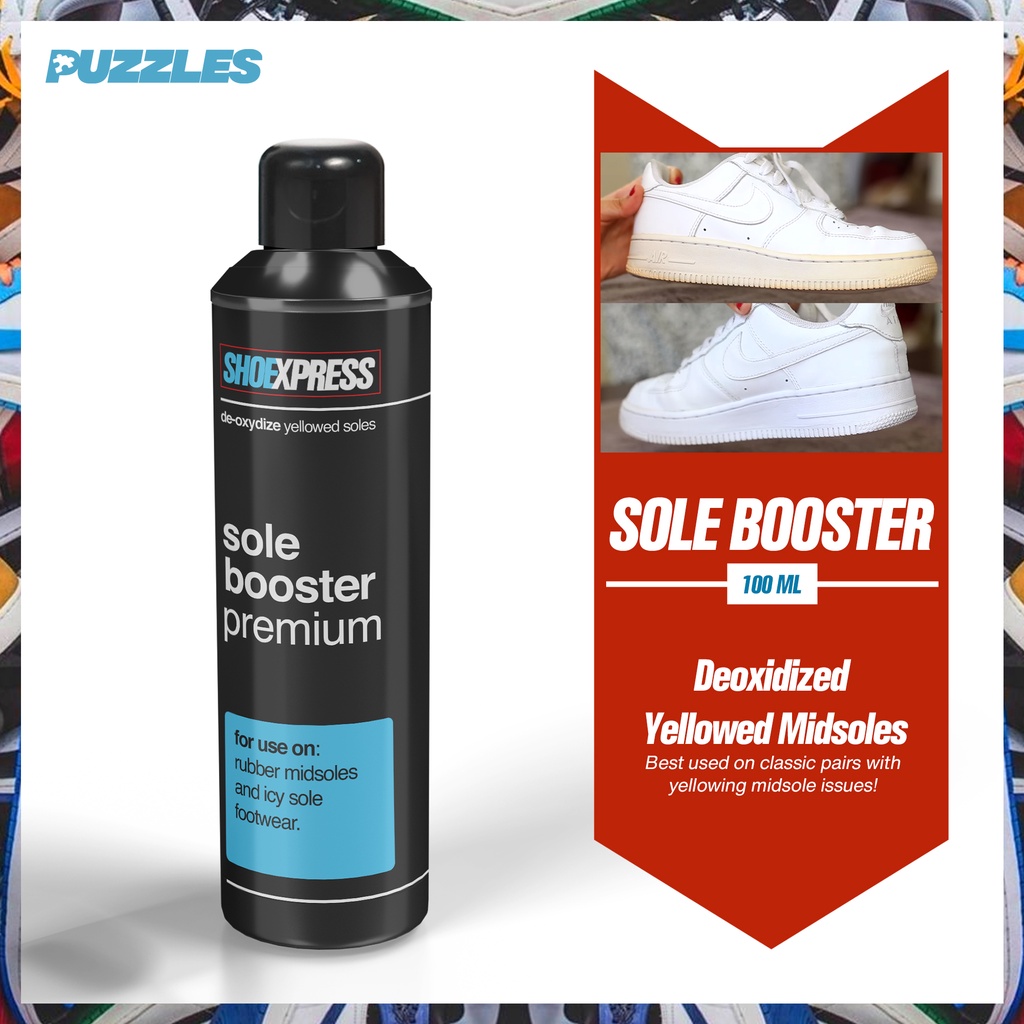 PUZZLES
SHOEXPRESS
de-oxydize yellowed soles
sole
booster
premium
for use on:
rubber midsoles
and icy sole
footwear.
AIR
SOLE BOOSTER
100 ML
Deoxidized
Yellowed Midsoles
Best used on classic pairs with
yellowing midsole issues!